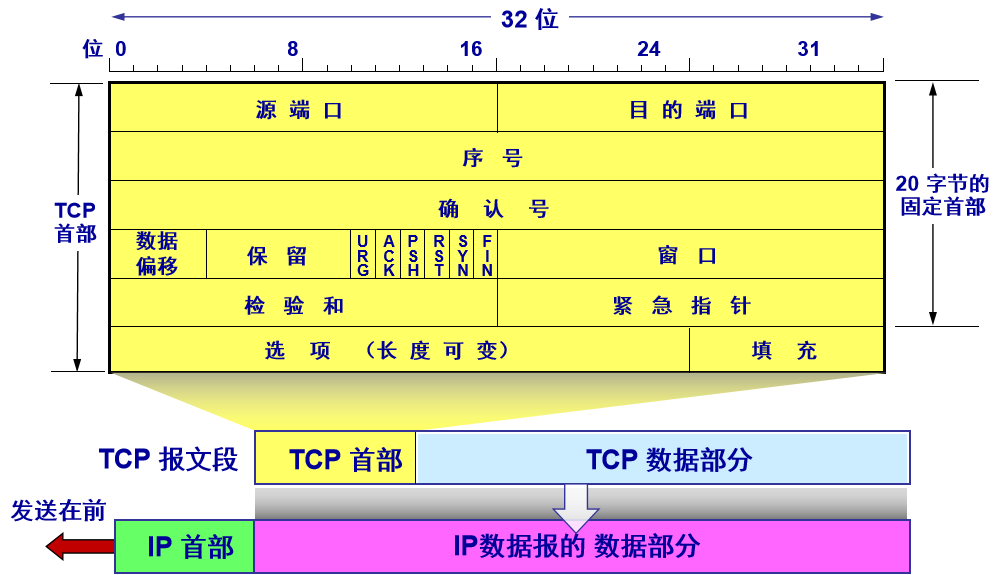 32 位
位 0 8 16 24 31
源 端 口 目 的 端 口
序 号
确 认 号
TCP
首部
20 字节的
固定首部
数据
偏移
保 留
URG
ACK
PSH
RST
SYN
FIN
窗 口
检 验 和 紧 急 指 针
选 项 (长 度 可 变) 填 充
TCP 报文段 TCP 首部 TCP 数据部分
发送在前
IP 首部 IP数据报的 数据部分